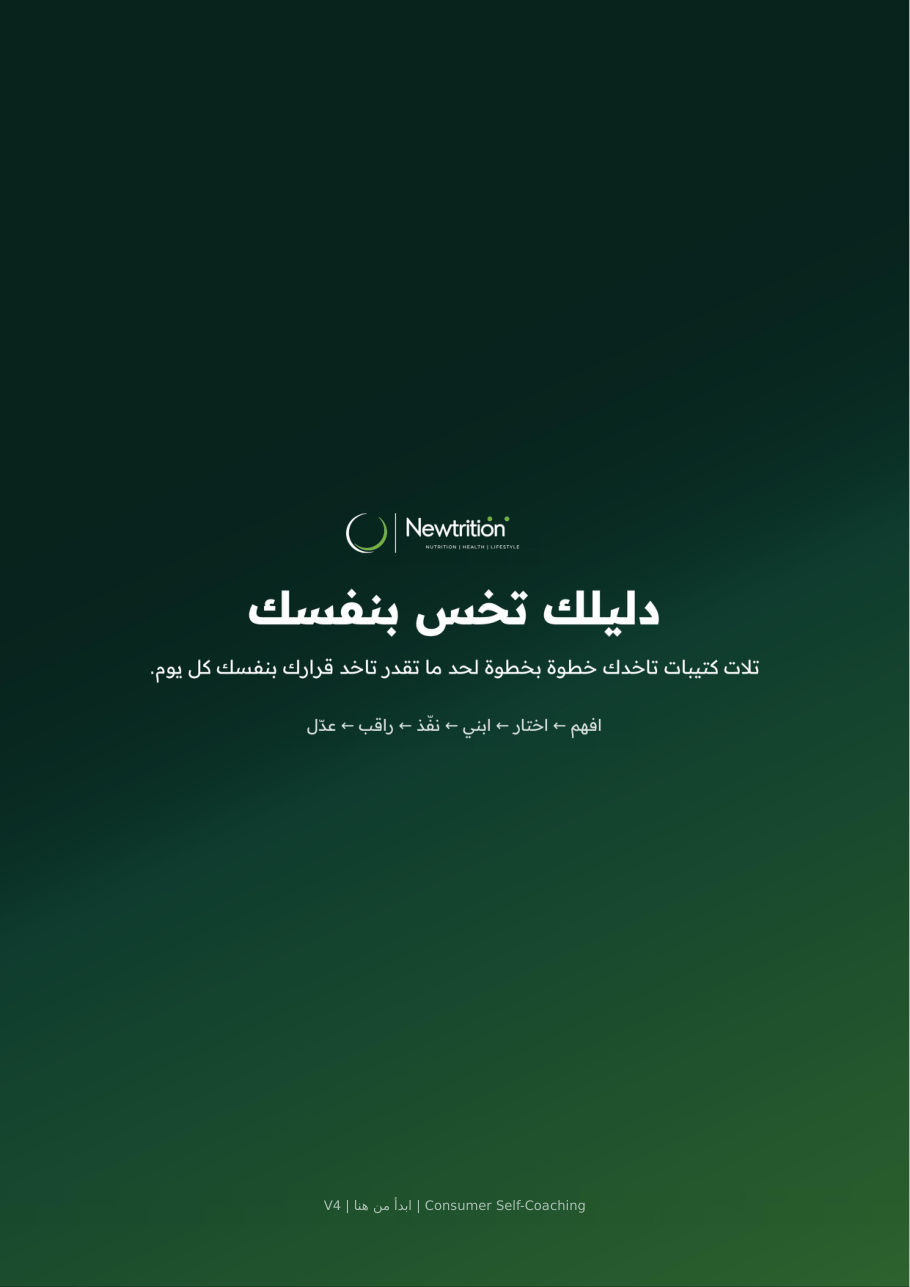 Newtrition
NUTRITION | HEALTH | LIFESTYLE
دليلك تخس بنفسك
تلات كتيبات تاخدك خطوة بخطوة لحد ما تقدر تاخد قرارك بنفسك كل يوم.
افهم ← اختار ← ابني ← نفّذ ← راقب ← عدّل
Consumer Self-Coaching | ابدأ من هنا | V4